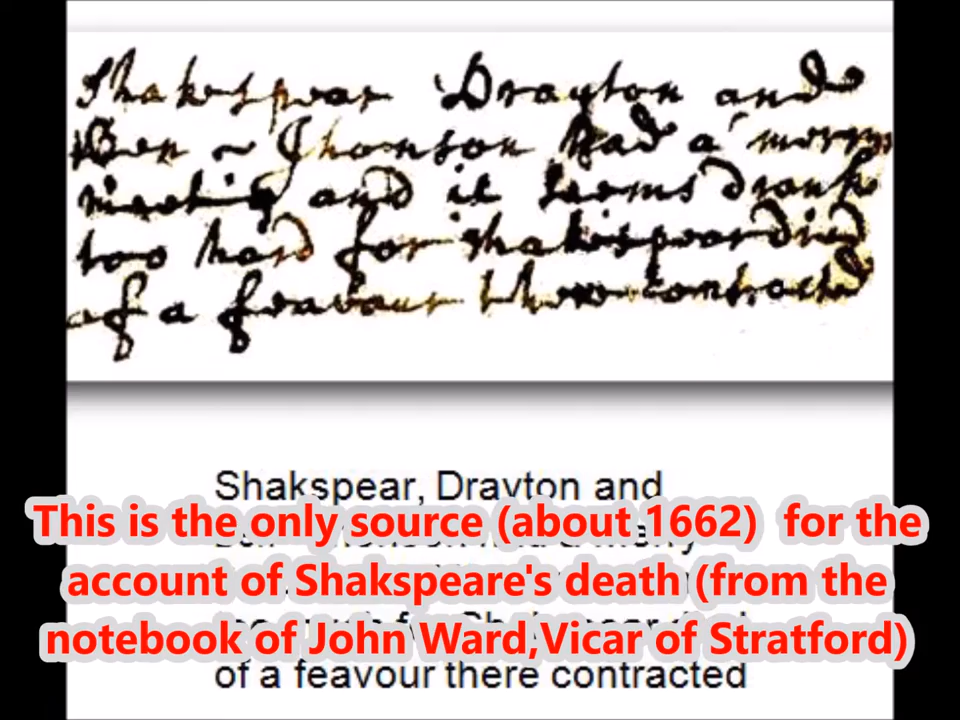 Shakespear Drayton and
Ben Jhonson had a merry
meeting and it seems drank
too hard for Shakespear died
of a feavour there contracted
Shakspear, Drayton and
This is the only source (about 1662) for the
account of Shakspeare's death (from the
notebook of John Ward,Vicar of Stratford)
of a feavour there contracted